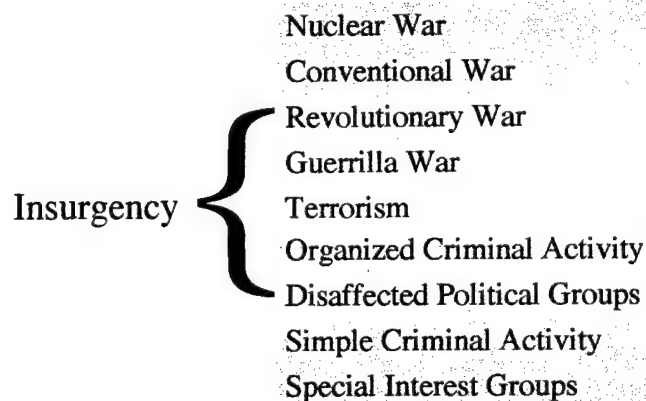 Nuclear War
Conventional War
Revolutionary War
Guerrilla War
Insurgency
Terrorism
Organized Criminal Activity
Disaffected Political Groups
Simple Criminal Activity
Special Interest Groups